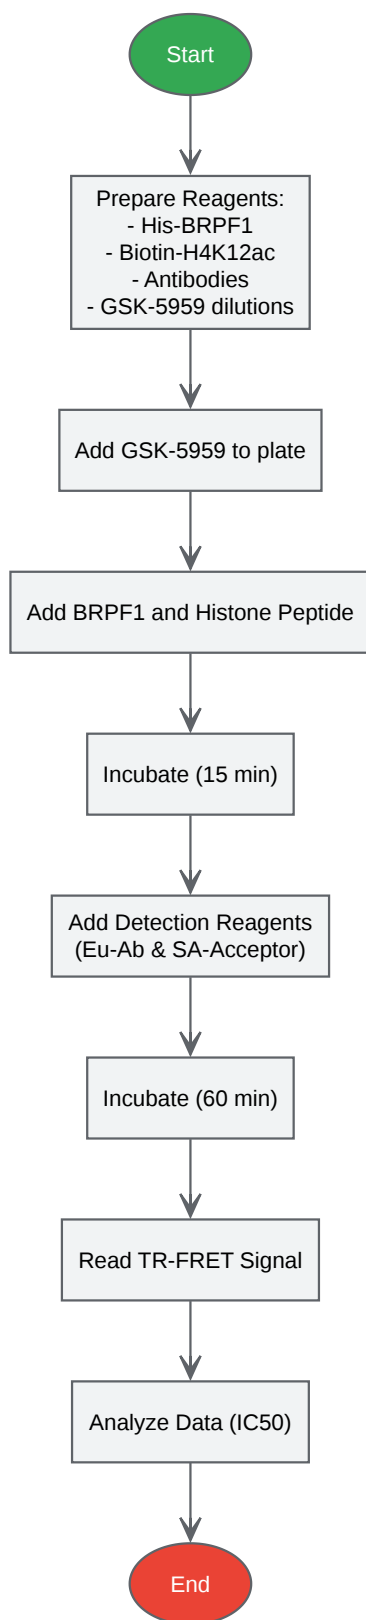 Start
Prepare Reagents:
- His-BRPF1
- Biotin-H4K12ac
- Antibodies
- GSK-5959 dilutions
Add GSK-5959 to plate
Add BRPF1 and Histone Peptide
Incubate (15 min)
Add Detection Reagents
(Eu-Ab & SA-Acceptor)
Incubate (60 min)
Read TR-FRET Signal
Analyze Data (IC50)
End